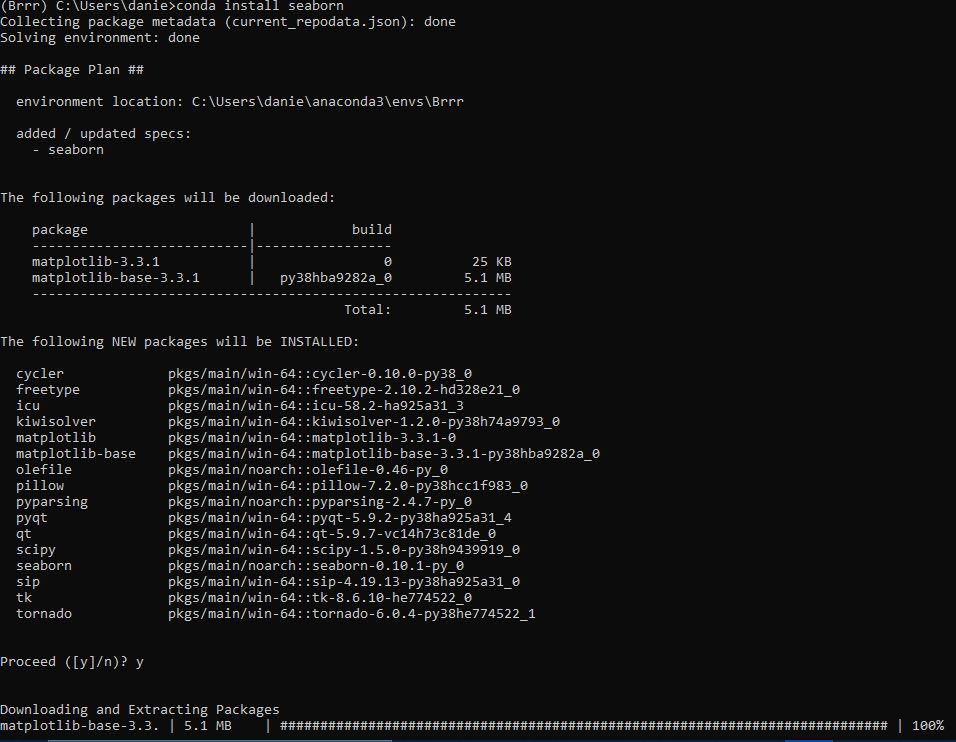 (Brrr) C:\Users\danie>conda install seaborn
Collecting package metadata (current_repodata.json): done
Solving environment: done
## Package Plan ##
environment location: C:\Users\danie\anaconda3\envs\Brrr
added / updated specs:
- seaborn
The following packages will be downloaded:
package | build
---------------------------|-----------------
matplotlib-3.3.1 | 0 25 KB
matplotlib-base-3.3.1 | py38hba9282a_0 5.1 MB
------------------------------------------------------------
Total: 5.1 MB
The following NEW packages will be INSTALLED:
cycler pkgs/main/win-64::cycler-0.10.0-py38_0
freetype pkgs/main/win-64::freetype-2.10.2-hd328e21_0
icu pkgs/main/win-64::icu-58.2-ha925a31_3
kiwisolver pkgs/main/win-64::kiwisolver-1.2.0-py38h74a9793_0
matplotlib pkgs/main/win-64::matplotlib-3.3.1-0
matplotlib-base pkgs/main/win-64::matplotlib-base-3.3.1-py38hba9282a_0
olefile pkgs/main/noarch::olefile-0.46-py_0
pillow pkgs/main/win-64::pillow-7.2.0-py38hcc1f983_0
pyparsing pkgs/main/noarch::pyparsing-2.4.7-py_0
pyqt pkgs/main/win-64::pyqt-5.9.2-py38ha925a31_4
qt pkgs/main/win-64::qt-5.9.7-vc14h73c81de_0
scipy pkgs/main/win-64::scipy-1.5.0-py38h9439919_0
seaborn pkgs/main/noarch::seaborn-0.10.1-py_0
sip pkgs/main/win-64::sip-4.19.13-py38ha925a31_0
tk pkgs/main/win-64::tk-8.6.10-he774522_0
tornado pkgs/main/win-64::tornado-6.0.4-py38he774522_1
Proceed ([y]/n)? y
Downloading and Extracting Packages
matplotlib-base-3.3. | 5.1 MB | ############################################################################ | 100%